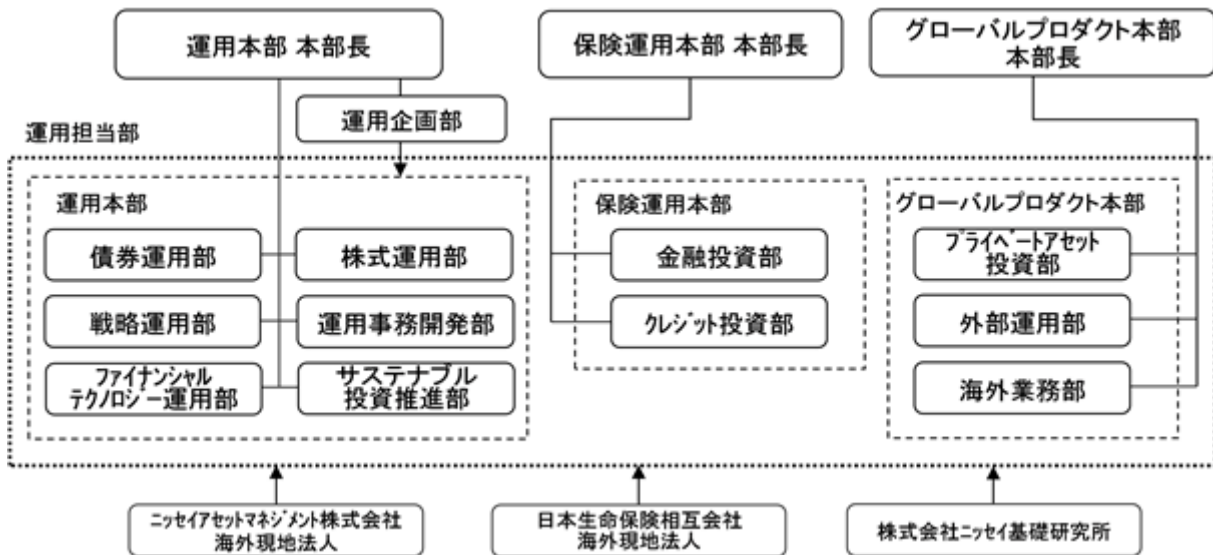 運用本部 本部長
保険運用本部 本部長
グローバルプロダクト本部
本部長
運用企画部
運用担当部
運用本部
債券運用部
株式運用部
戦略運用部
運用事務開発部
ファイナンシャル
テクノロジー運用部
サステナブル
投資推進部
保険運用本部
金融投資部
クレジット投資部
グローバルプロダクト本部
プライベートアセット
投資部
外部運用部
海外業務部
ニッセイアセットマネジメント株式会社
海外現地法人
日本生命保険相互会社
海外現地法人
株式会社ニッセイ基礎研究所